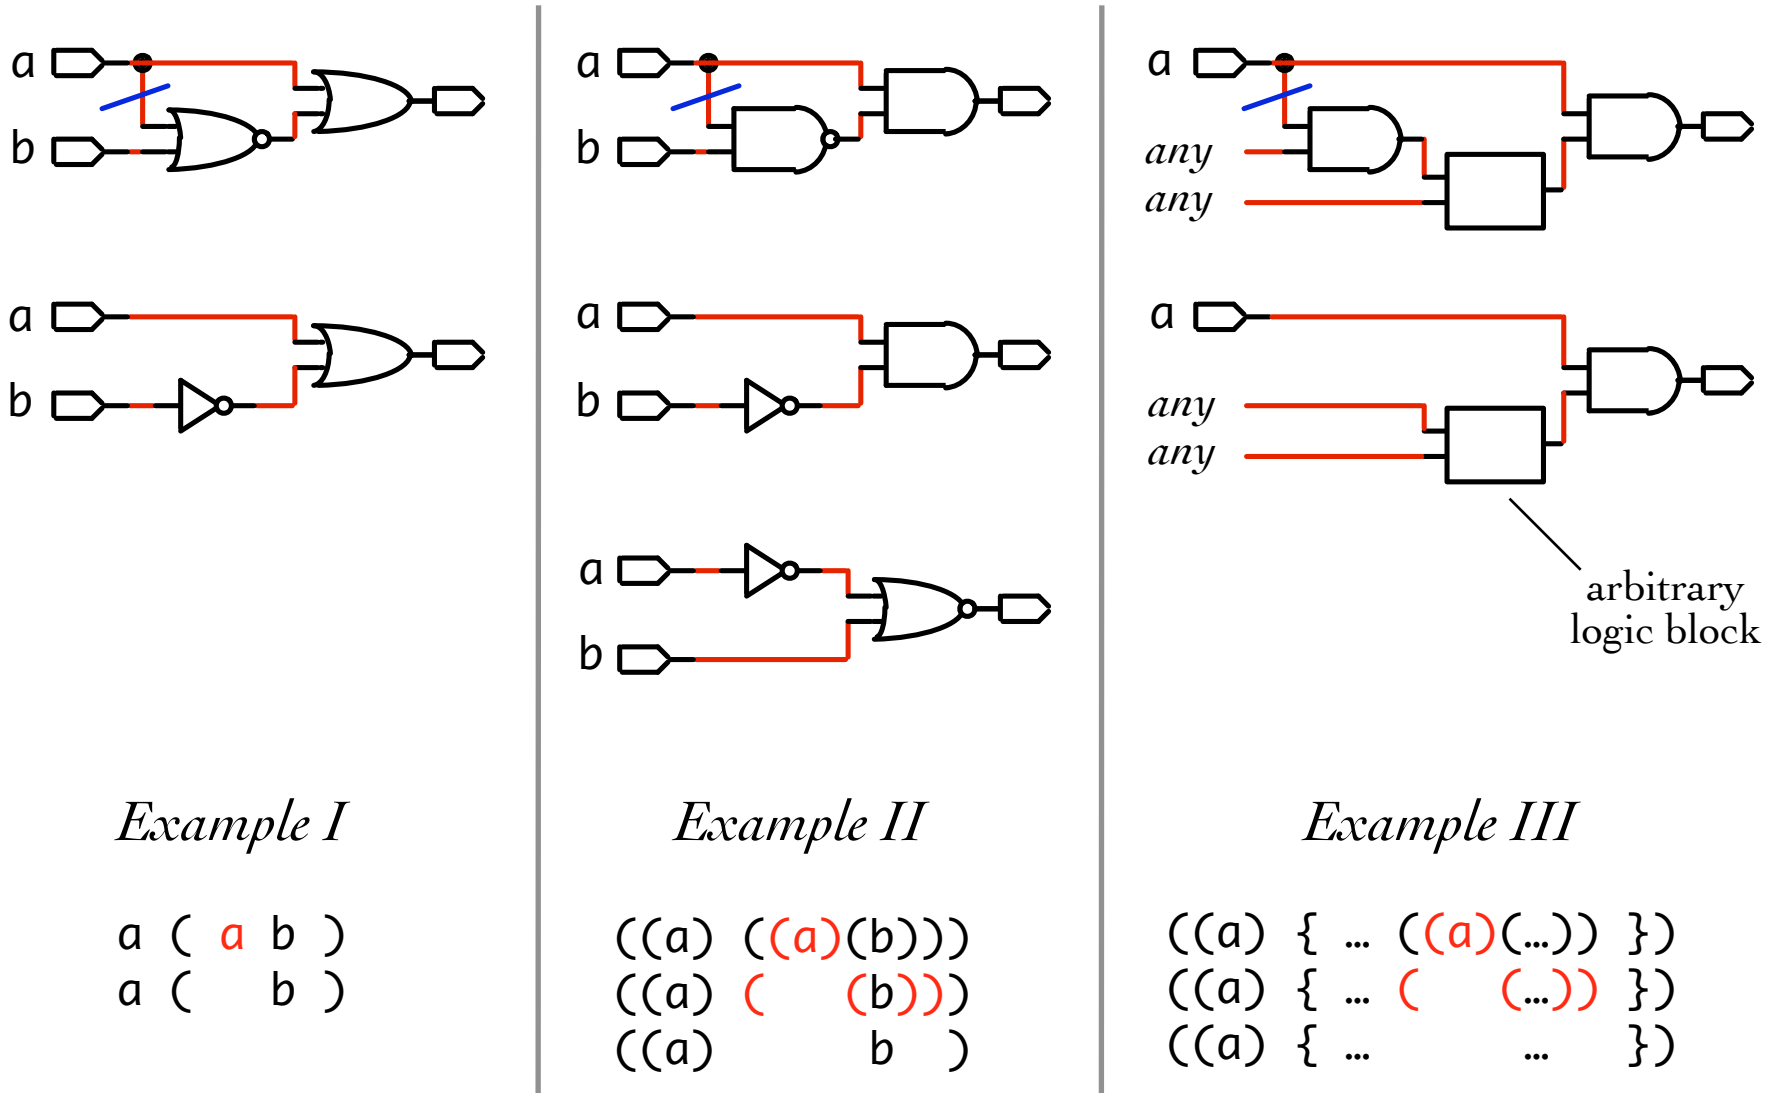 a
b
a
b
Example I
a ( a b )
a ( b )
a
b
a
b
a
b
Example II
((a) ((a)(b)))
((a) ( (b)))
((a) b )
a
any
any
a
any
any
arbitrary
logic block
Example III
((a) { … ((a)(…)) })
((a) { … ( (…)) })
((a) { … … })